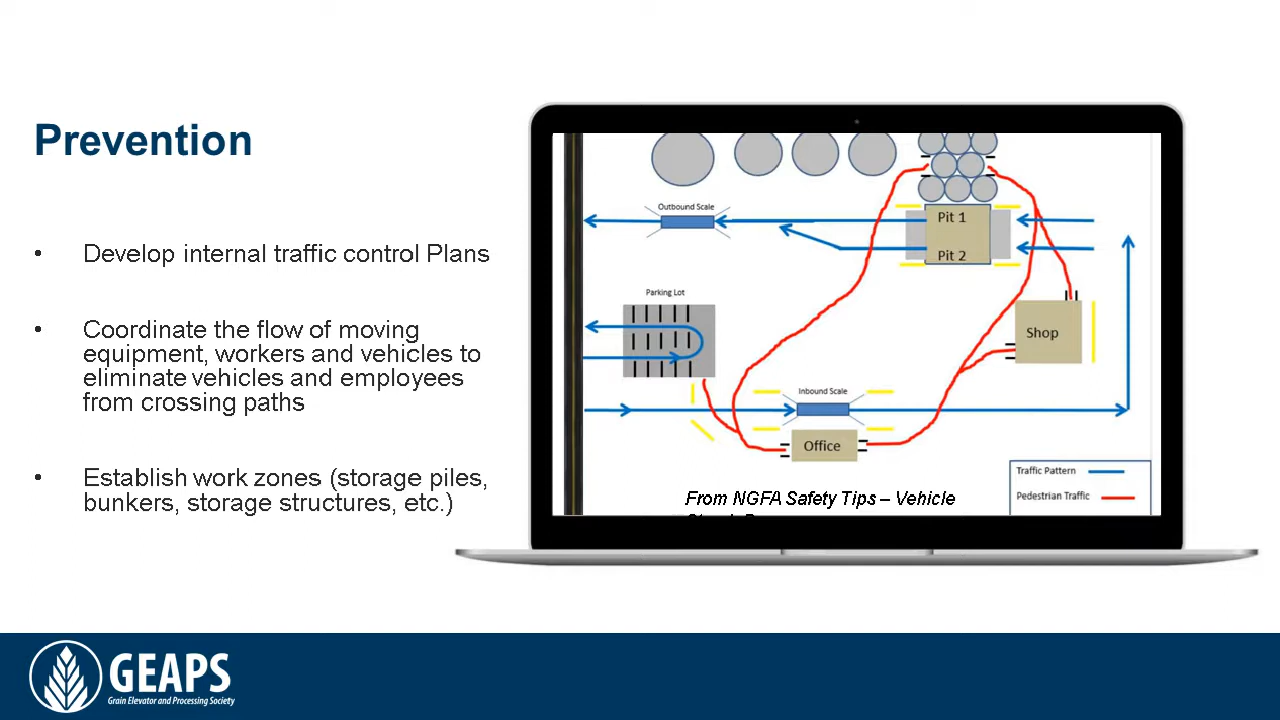 Prevention
• Develop internal traffic control Plans
• Coordinate the flow of moving
equipment, workers and vehicles to
eliminate vehicles and employees
from crossing paths
• Establish work zones (storage piles,
bunkers, storage structures, etc.)
Outbound Scale
Pit 1
Pit 2
Parking Lot
Shop
Inbound Scale
Office
Traffic Pattern
Pedestrian Traffic
From NGFA Safety Tips – Vehicle
GEAPS
Grain Elevator and Processing Society